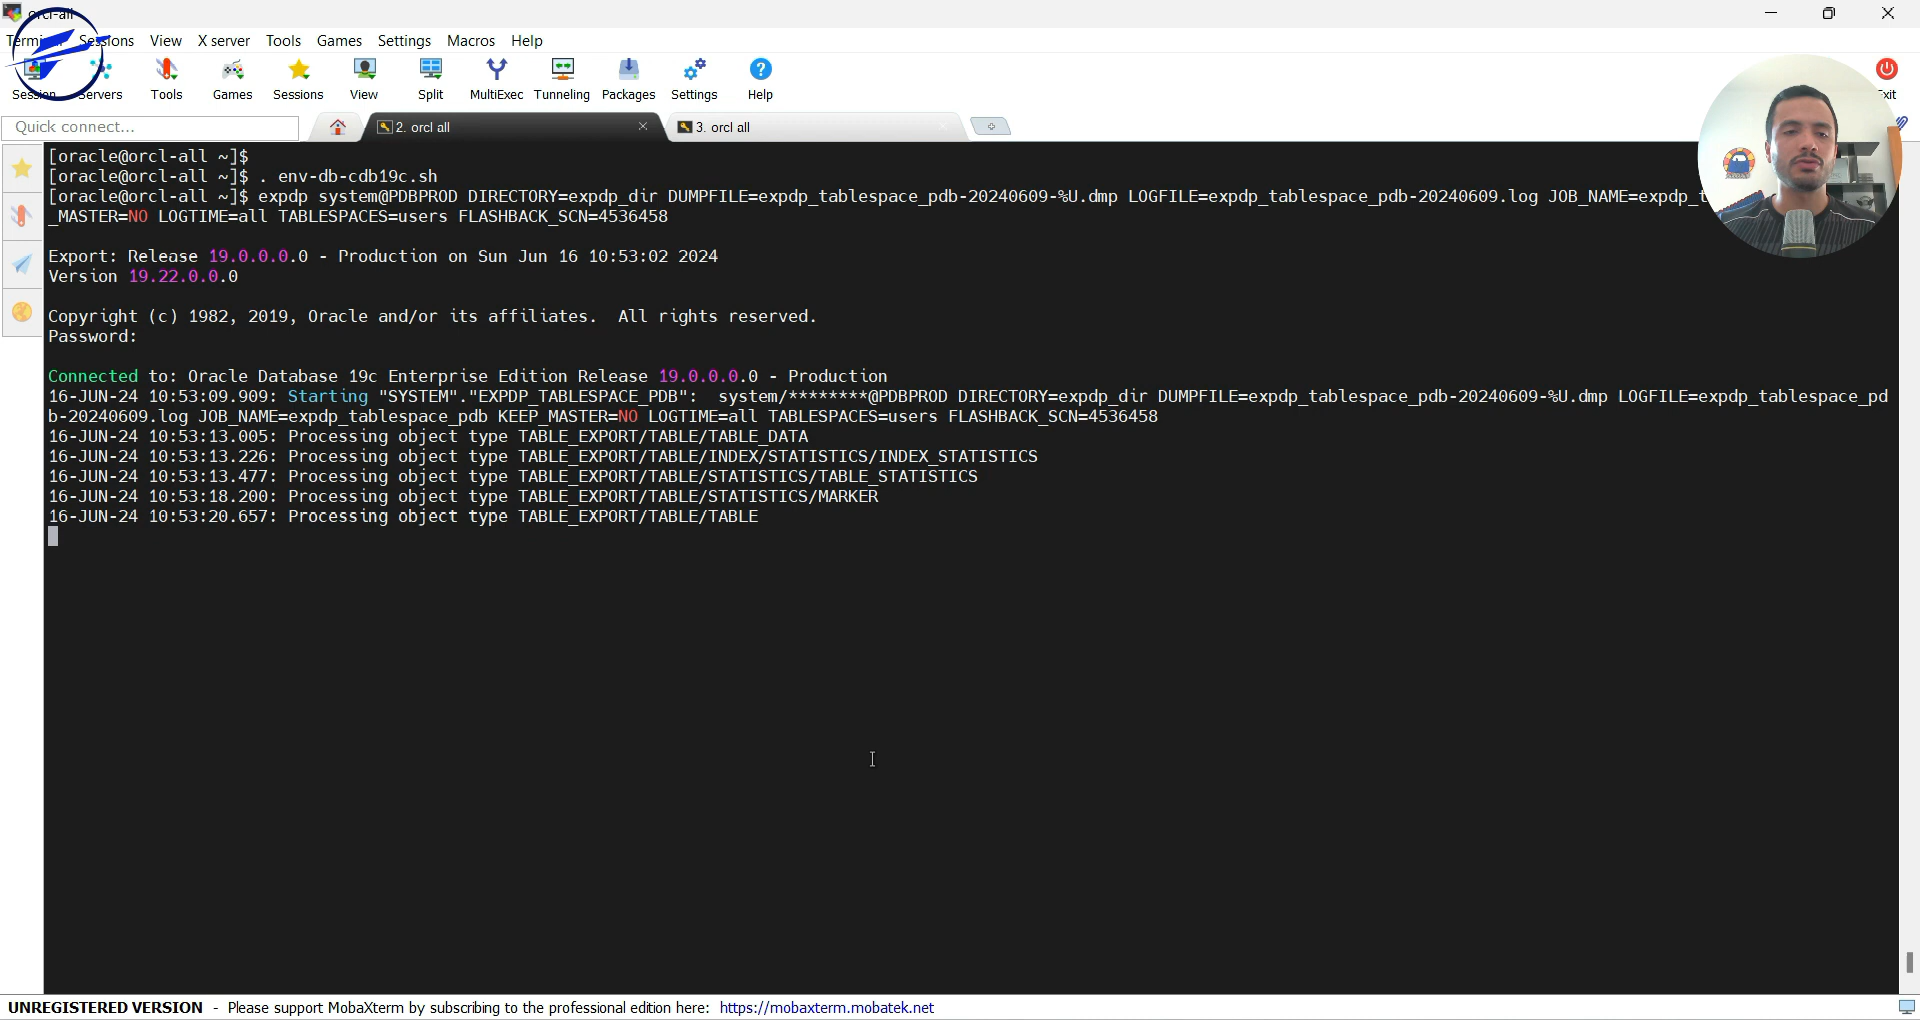 orcl-all
Sessions View X server Tools Games Settings Macros Help
Session Servers Tools Games Sessions View Split MultiExec Tunneling Packages Settings Help
Quick connect...
2. orcl all
3. orcl all
[oracle@orcl-all ~]$
[oracle@orcl-all ~]$ . env-db-cdb19c.sh
[oracle@orcl-all ~]$ expdp system@PDBPROD DIRECTORY=expdp_dir DUMPFILE=expdp_tablespace_pdb-20240609-%U.dmp LOGFILE=expdp_tablespace_pdb-20240609.log JOB_NAME=expdp_t
_MASTER=NO LOGTIME=all TABLESPACES=users FLASHBACK_SCN=4536458
Export: Release 19.0.0.0.0 - Production on Sun Jun 16 10:53:02 2024
Version 19.22.0.0.0
Copyright (c) 1982, 2019, Oracle and/or its affiliates.  All rights reserved.
Password:
Connected to: Oracle Database 19c Enterprise Edition Release 19.0.0.0.0 - Production
16-JUN-24 10:53:09.909: Starting "SYSTEM"."EXPDP_TABLESPACE_PDB":  system/********@PDBPROD DIRECTORY=expdp_dir DUMPFILE=expdp_tablespace_pdb-20240609-%U.dmp LOGFILE=expdp_tablespace_pd
b-20240609.log JOB_NAME=expdp_tablespace_pdb KEEP_MASTER=NO LOGTIME=all TABLESPACES=users FLASHBACK_SCN=4536458
16-JUN-24 10:53:13.005: Processing object type TABLE_EXPORT/TABLE/TABLE_DATA
16-JUN-24 10:53:13.226: Processing object type TABLE_EXPORT/TABLE/INDEX/STATISTICS/INDEX_STATISTICS
16-JUN-24 10:53:13.477: Processing object type TABLE_EXPORT/TABLE/STATISTICS/TABLE_STATISTICS
16-JUN-24 10:53:18.200: Processing object type TABLE_EXPORT/TABLE/STATISTICS/MARKER
16-JUN-24 10:53:20.657: Processing object type TABLE_EXPORT/TABLE/TABLE
UNREGISTERED VERSION - Please support MobaXterm by subscribing to the professional edition here: https://mobaxterm.mobatek.net